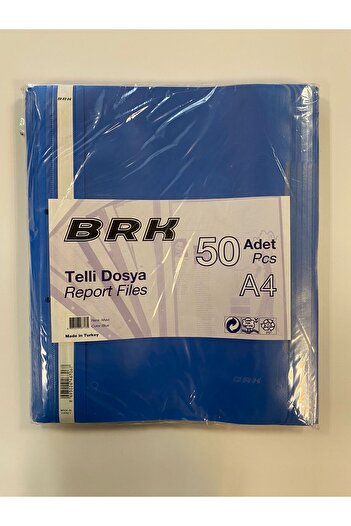 BRK
BRK
50 Adet
Pcs
Telli Dosya
Report Files
A4
Renk: Mavi
Color: Blue
Made in Turkey
BRK